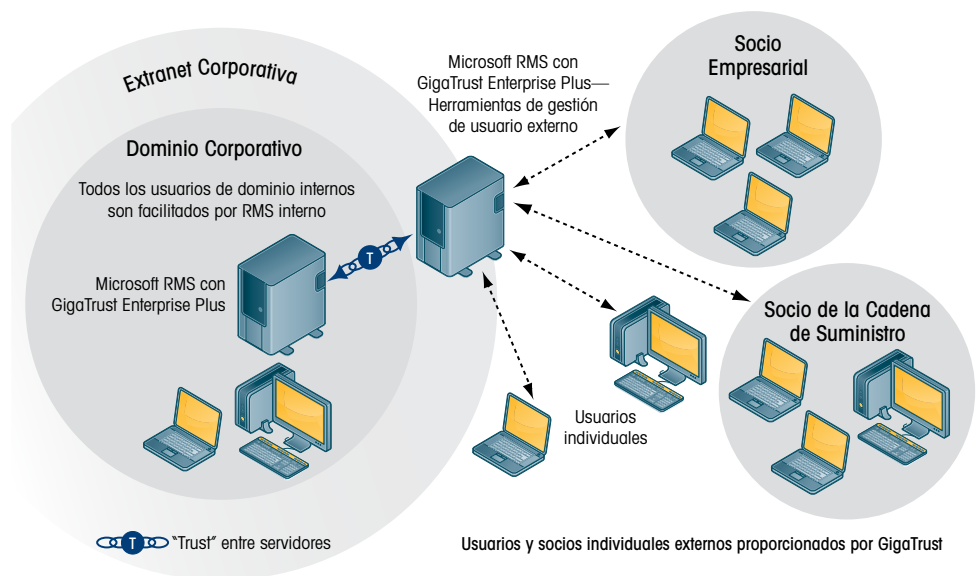 Extranet Corporativa
Dominio Corporativo
Todos los usuarios de dominio internos
son facilitados por RMS interno
Microsoft RMS con
GigaTrust Enterprise Plus
T
Microsoft RMS con
GigaTrust Enterprise Plus—
Herramientas de gestión
de usuario externo
Socio
Empresarial
Socio de la Cadena
de Suministro
Usuarios
individuales
T
"Trust" entre servidores
Usuarios y socios individuales externos proporcionados por GigaTrust